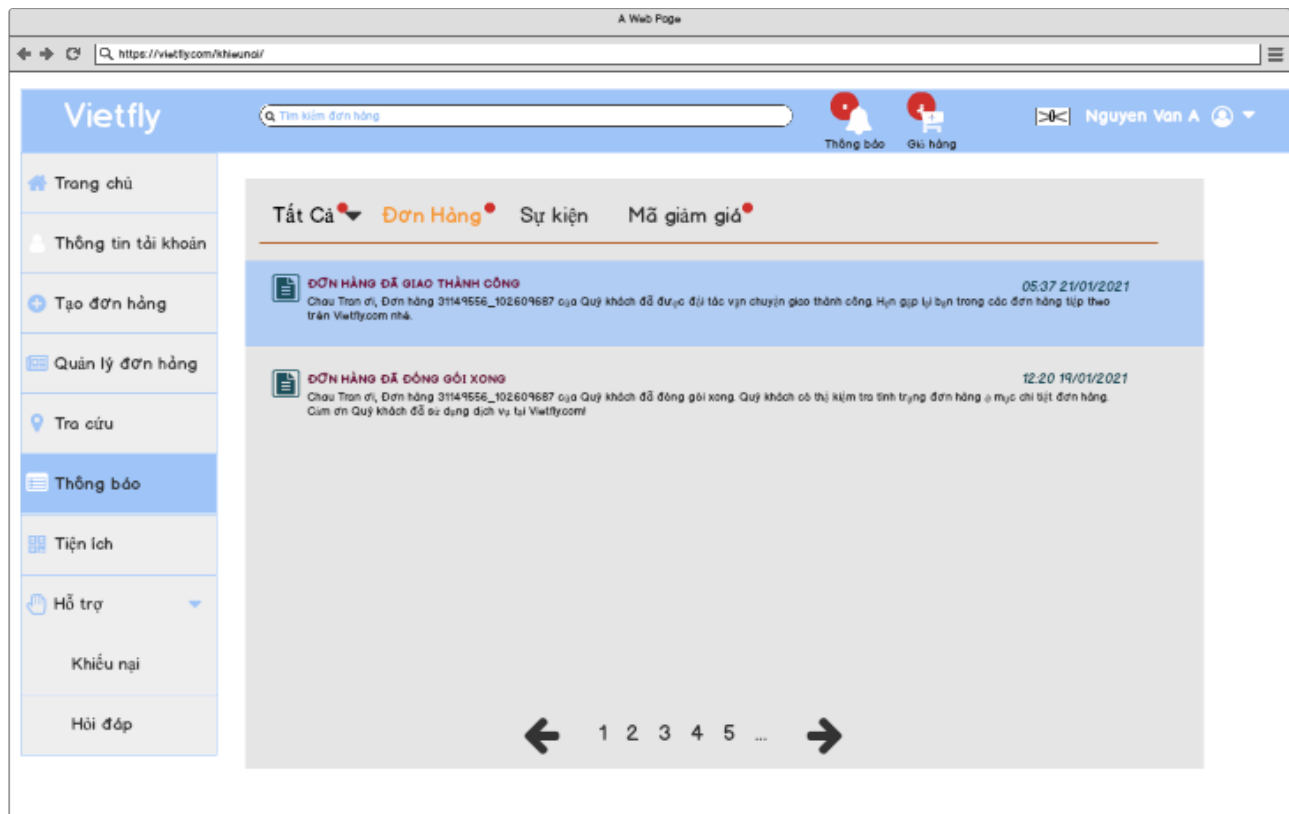 A Web Page
https://vietfly.com/khieunai/
Vietfly
Tìm kiếm đơn hàng
Thông báo
Giỏ hàng
Nguyen Van A
Trang chủ
Thông tin tài khoản
Tạo đơn hàng
Quản lý đơn hàng
Tra cứu
Thông báo
Tiện ích
Hỗ trợ
Khiếu nại
Hỏi đáp
Tất Cả Đơn Hàng Sự kiện Mã giảm giá
ĐƠN HÀNG ĐÃ GIAO THÀNH CÔNG
05:37 21/01/2021
Chau Tran ơi, Đơn hàng 31149556_102609687 của Quý khách đã được đối tác vận chuyển giao thành công. Hẹn gặp lại bạn trong các đơn hàng tiếp theo
trên Vietfly.com nhé.
ĐƠN HÀNG ĐÃ ĐÓNG GÓI XONG
12:20 19/01/2021
Chau Tran ơi, Đơn hàng 31149556_102609687 của Quý khách đã đóng gói xong. Quý khách có thể kiểm tra tình trạng đơn hàng ở mục chi tiết đơn hàng.
Cảm ơn Quý khách đã sử dụng dịch vụ tại Vietfly.com!
1 2 3 4 5 ...